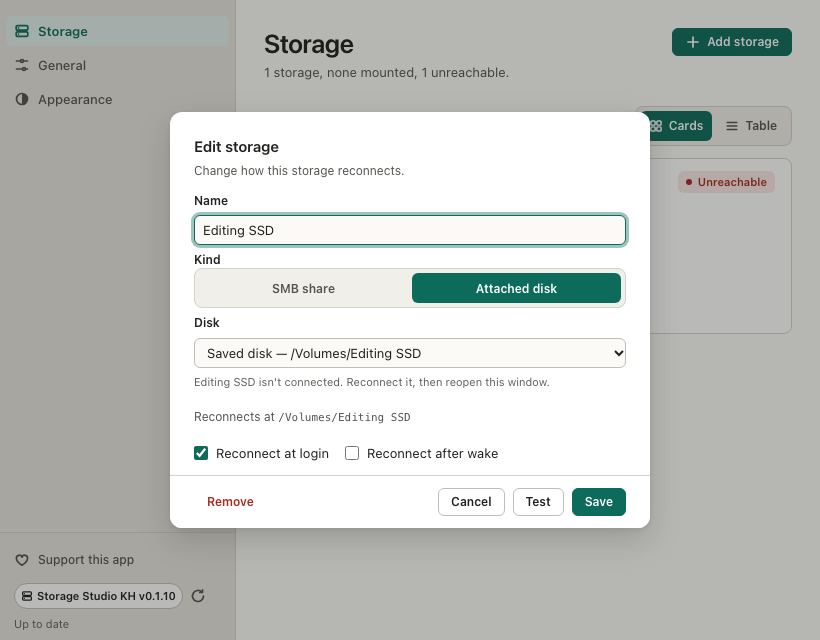 Storage
General
Appearance
Support this app
Storage Studio KH v0.1.10
Up to date
Storage
1 storage, none mounted, 1 unreachable.
Add storage
Cards
Table
Unreachable
Edit storage
Change how this storage reconnects.
Name
Editing SSD
Kind
SMB share
Attached disk
Disk
Saved disk — /Volumes/Editing SSD
Editing SSD isn't connected. Reconnect it, then reopen this window.
Reconnects at /Volumes/Editing SSD
Reconnect at login
Reconnect after wake
Remove
Cancel
Test
Save